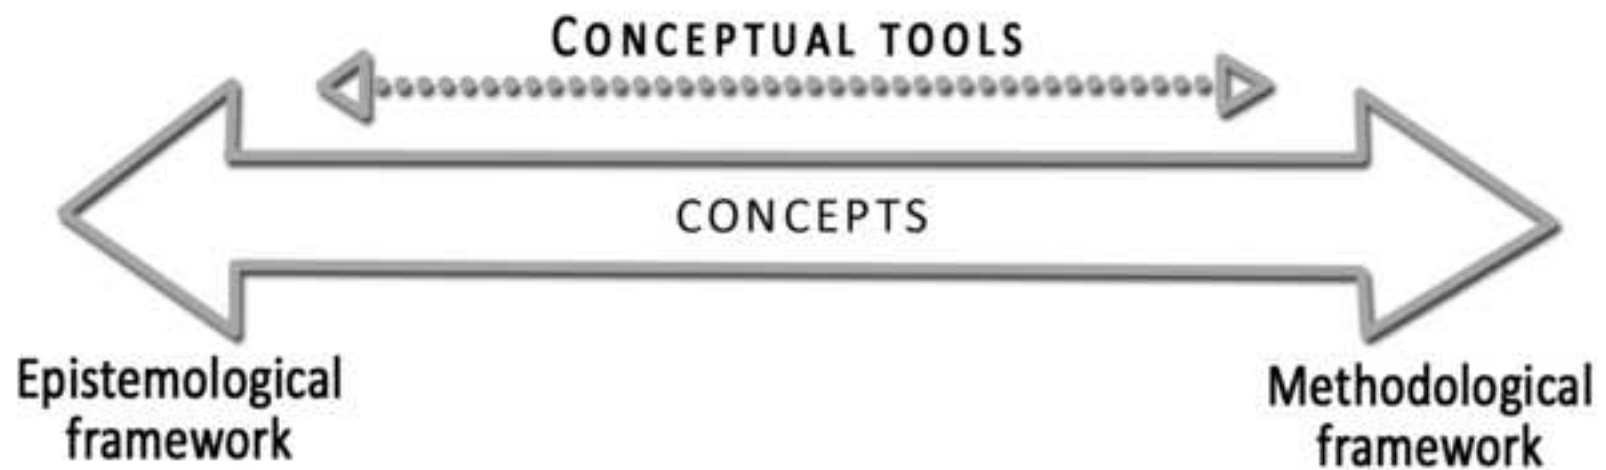 CONCEPTUAL TOOLS
CONCEPTS
Epistemological
framework
Methodological
framework